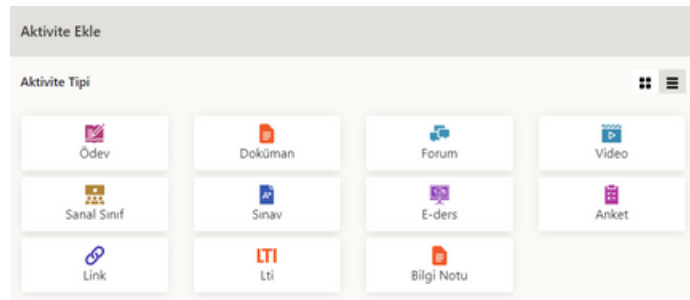 Aktivite Ekle
Aktivite Tipi
Ödev
Doküman
Forum
Video
Sanal Sınıf
Sınav
E-ders
Anket
Link
LTI
Lti
Bilgi Notu